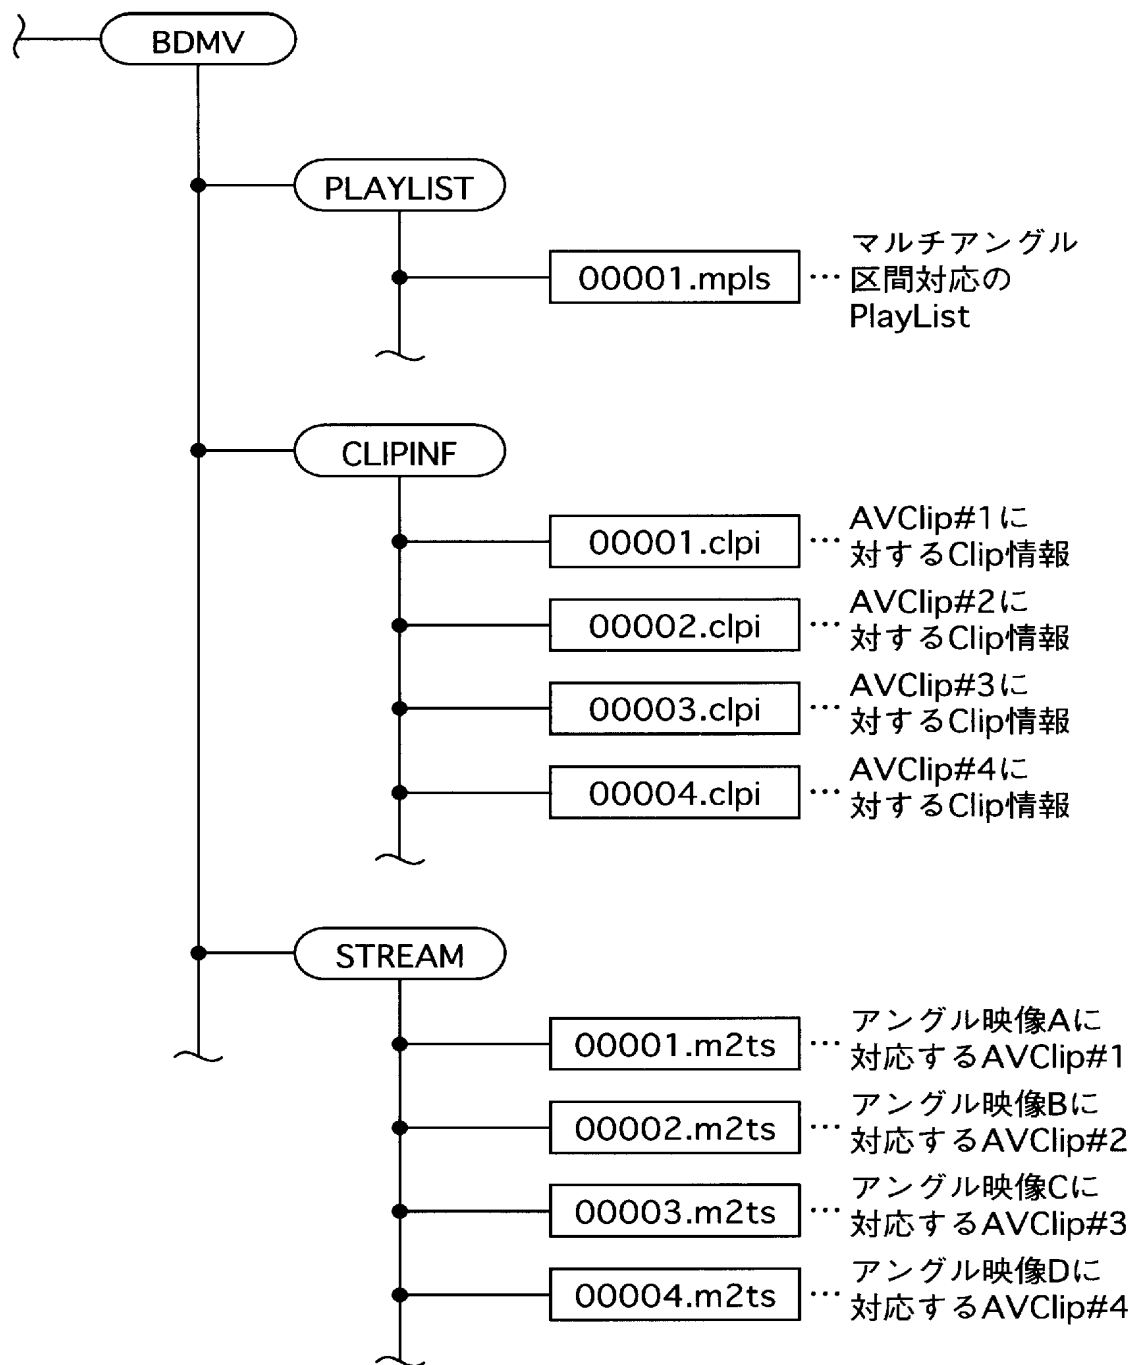 BDMV
PLAYLIST
00001.mpls
… マルチアングル
区間対応の
PlayList
CLIPINF
00001.clpi
… AVClip#1に
対するClip情報
00002.clpi
… AVClip#2に
対するClip情報
00003.clpi
… AVClip#3に
対するClip情報
00004.clpi
… AVClip#4に
対するClip情報
STREAM
00001.m2ts
… アングル映像Aに
対応するAVClip#1
00002.m2ts
… アングル映像Bに
対応するAVClip#2
00003.m2ts
… アングル映像Cに
対応するAVClip#3
00004.m2ts
… アングル映像Dに
対応するAVClip#4